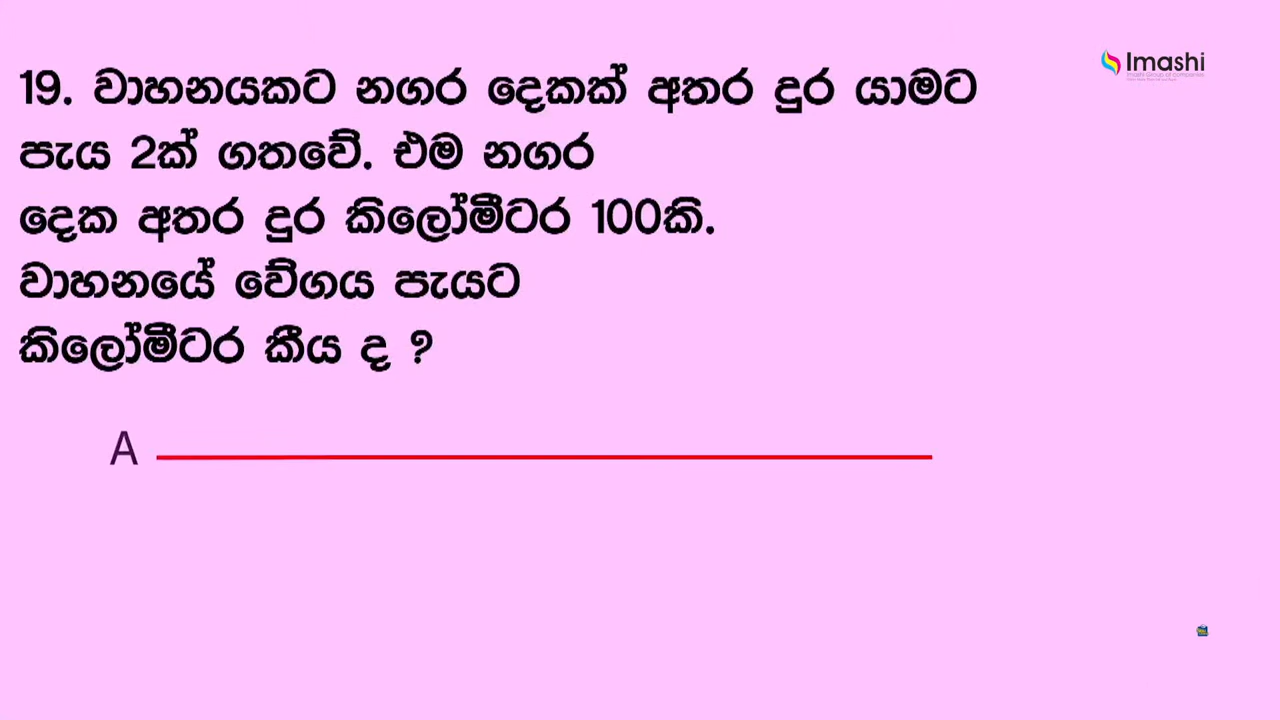 Imashi
19. වාහනයකට නගර දෙකක් අතර දුර යාමට
පැය 2ක් ගතවේ. එම නගර
දෙක අතර දුර කිලෝමීටර 100කි.
වාහනයේ වේගය පැයට
කිලෝමීටර කීය ද ?
A